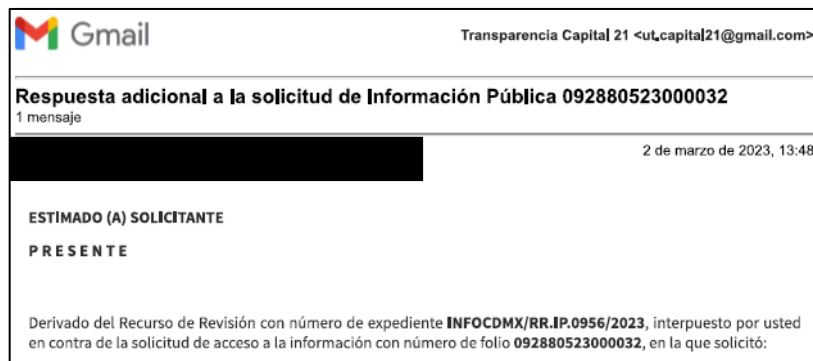 Gmail
Transparencia Capital 21 <ut.capital21@gmail.com>
Respuesta adicional a la solicitud de Información Pública 092880523000032
1 mensaje
2 de marzo de 2023, 13:48
ESTIMADO (A) SOLICITANTE
P R E S E N T E
Derivado del Recurso de Revisión con número de expediente INFOCDMX/RR.IP.0956/2023, interpuesto por usted
en contra de la solicitud de acceso a la información con número de folio 092880523000032, en la que solicitó: